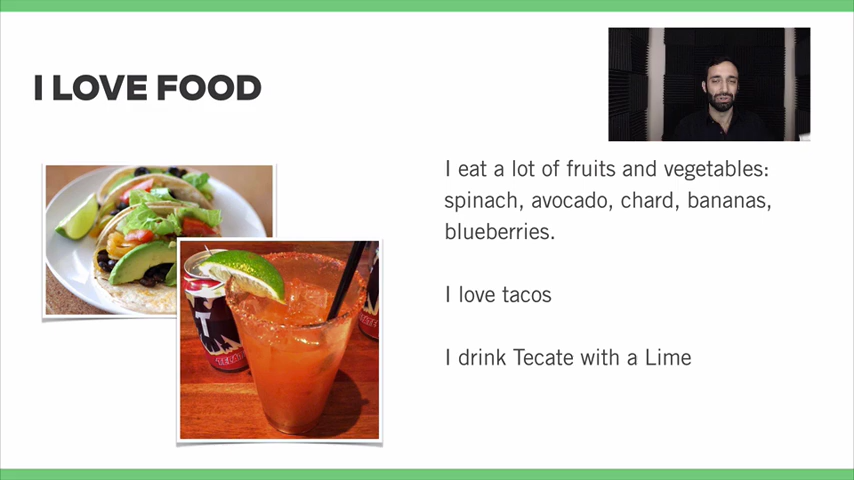 I LOVE FOOD
I eat a lot of fruits and vegetables:
spinach, avocado, chard, bananas,
blueberries.
I love tacos
I drink Tecate with a Lime
T